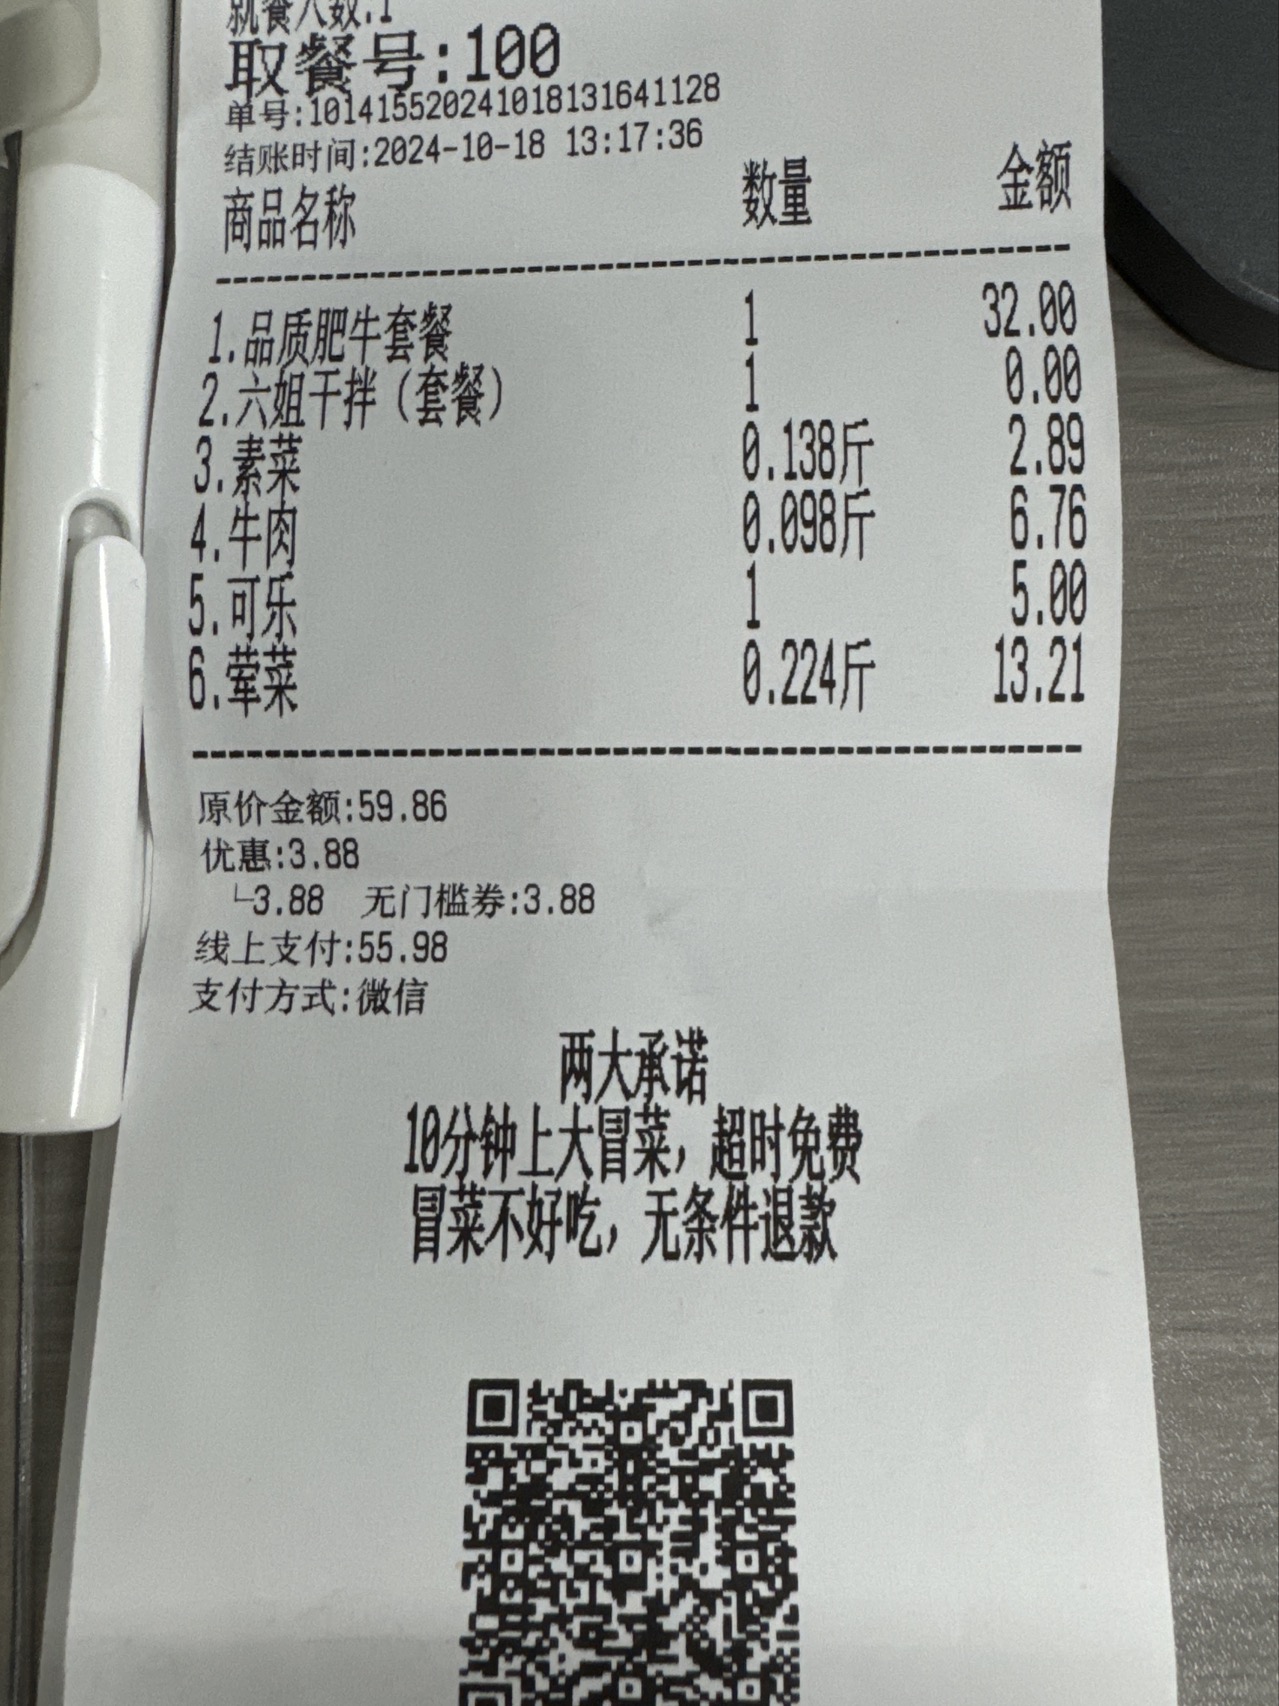 就餐人数:1
取餐号:100
单号:101415520241018131641128
结账时间:2024-10-18 13:17:36
商品名称 数量 金额
1.品质肥牛套餐 1 32.00
2.六姐干拌（套餐） 1 0.00
3.素菜 0.138斤 2.89
4.牛肉 0.098斤 6.76
5.可乐 1 5.00
6.荤菜 0.224斤 13.21
原价金额:59.86
优惠:3.88
└3.88 无门槛券:3.88
线上支付:55.98
支付方式:微信
两大承诺
10分钟上大冒菜，超时免费
冒菜不好吃，无条件退款